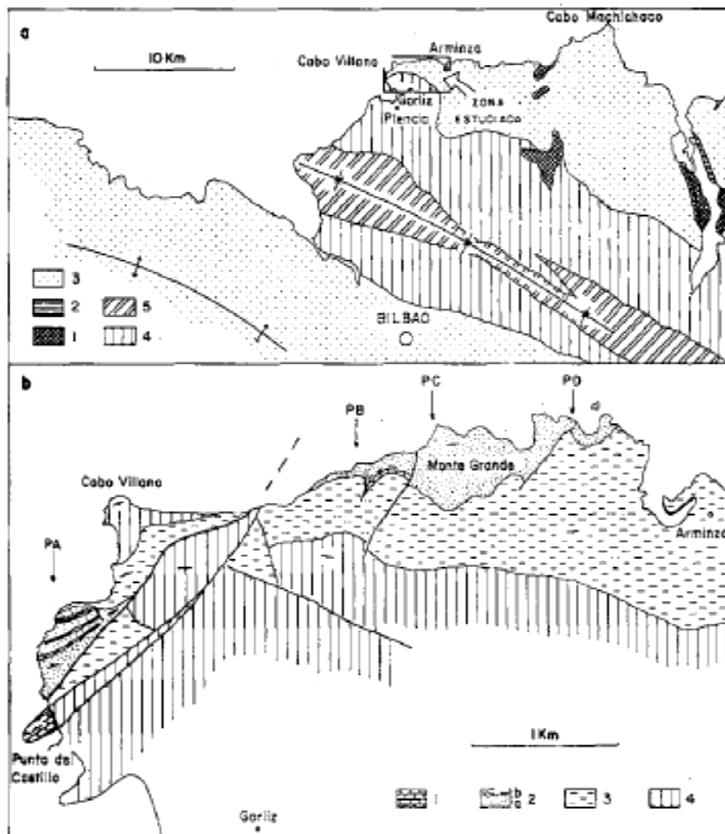 a
Cabo Machichaco
10 Km
Arminza
Cabo Villano
Gorliz
Plencia
ZONA
ESTUDIADA
3
2
5
1
4
BILBAO
b
PC
PD
PB
Monte Grande
Cabo Villano
PA
Arminza
1 Km
Punta del
Castillo
1
b
a
2
3
4
Gorliz